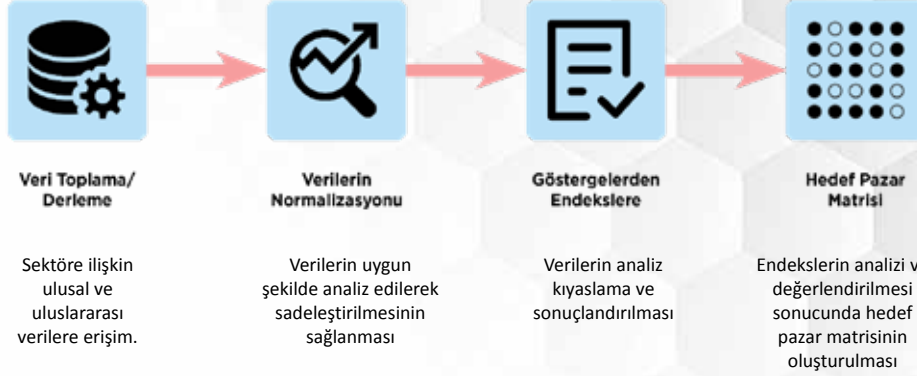 Veri Toplama/
Derleme
Sektöre ilişkin
ulusal ve
uluslararası
verilere erişim.
Verilerin
Normalizasyonu
Verilerin uygun
şekilde analiz edilerek
sadeleştirilmesinin
sağlanması
Göstergelerden
Endekslere
Verilerin analiz
kıyaslama ve
sonuçlandırılması
Hedef Pazar
Matrisi
Endekslerin analizi
değerlendirilmesi
sonucunda hedef
pazar matrisinin
oluşturulması